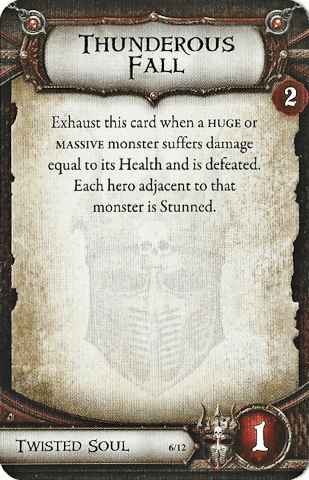 THUNDEROUS
FALL
2
Exhaust this card when a HUGE or
MASSIVE monster suffers damage
equal to its Health and is defeated.
Each hero adjacent to that
monster is Stunned.
TWISTED SOUL 6/12 1